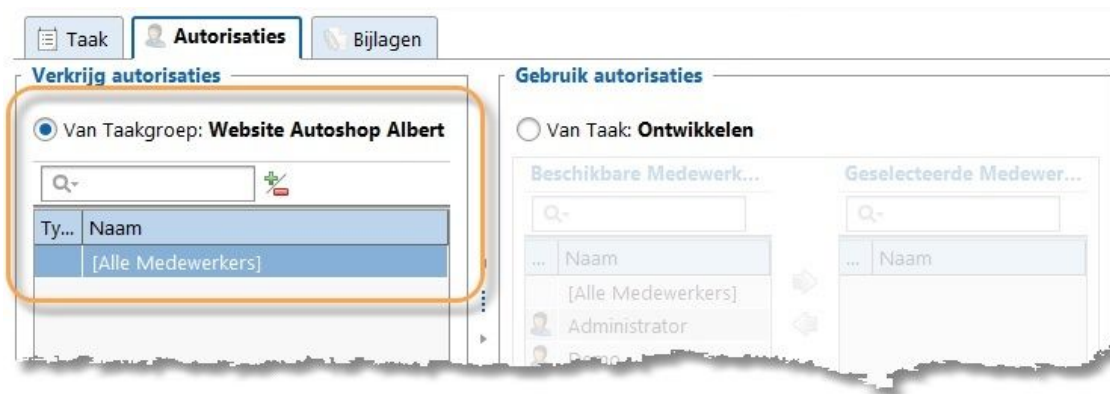 Taak
Autorisaties
Bijlagen
Verkrijg autorisaties
Van Taakgroep: Website Autoshop Albert
Ty... Naam
[Alle Medewerkers]
Gebruik autorisaties
Van Taak: Ontwikkelen
Beschikbare Medewerk...
... Naam
[Alle Medewerkers]
Administrator
Demo
Geselecteerde Medewer...
... Naam